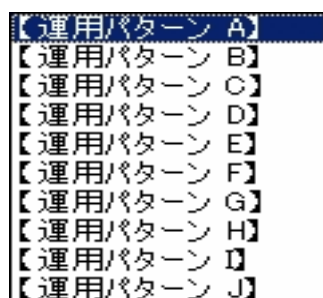 【運用パターン A】
【運用パターン B】
【運用パターン C】
【運用パターン D】
【運用パターン E】
【運用パターン F】
【運用パターン G】
【運用パターン H】
【運用パターン I】
【運用パターン J】